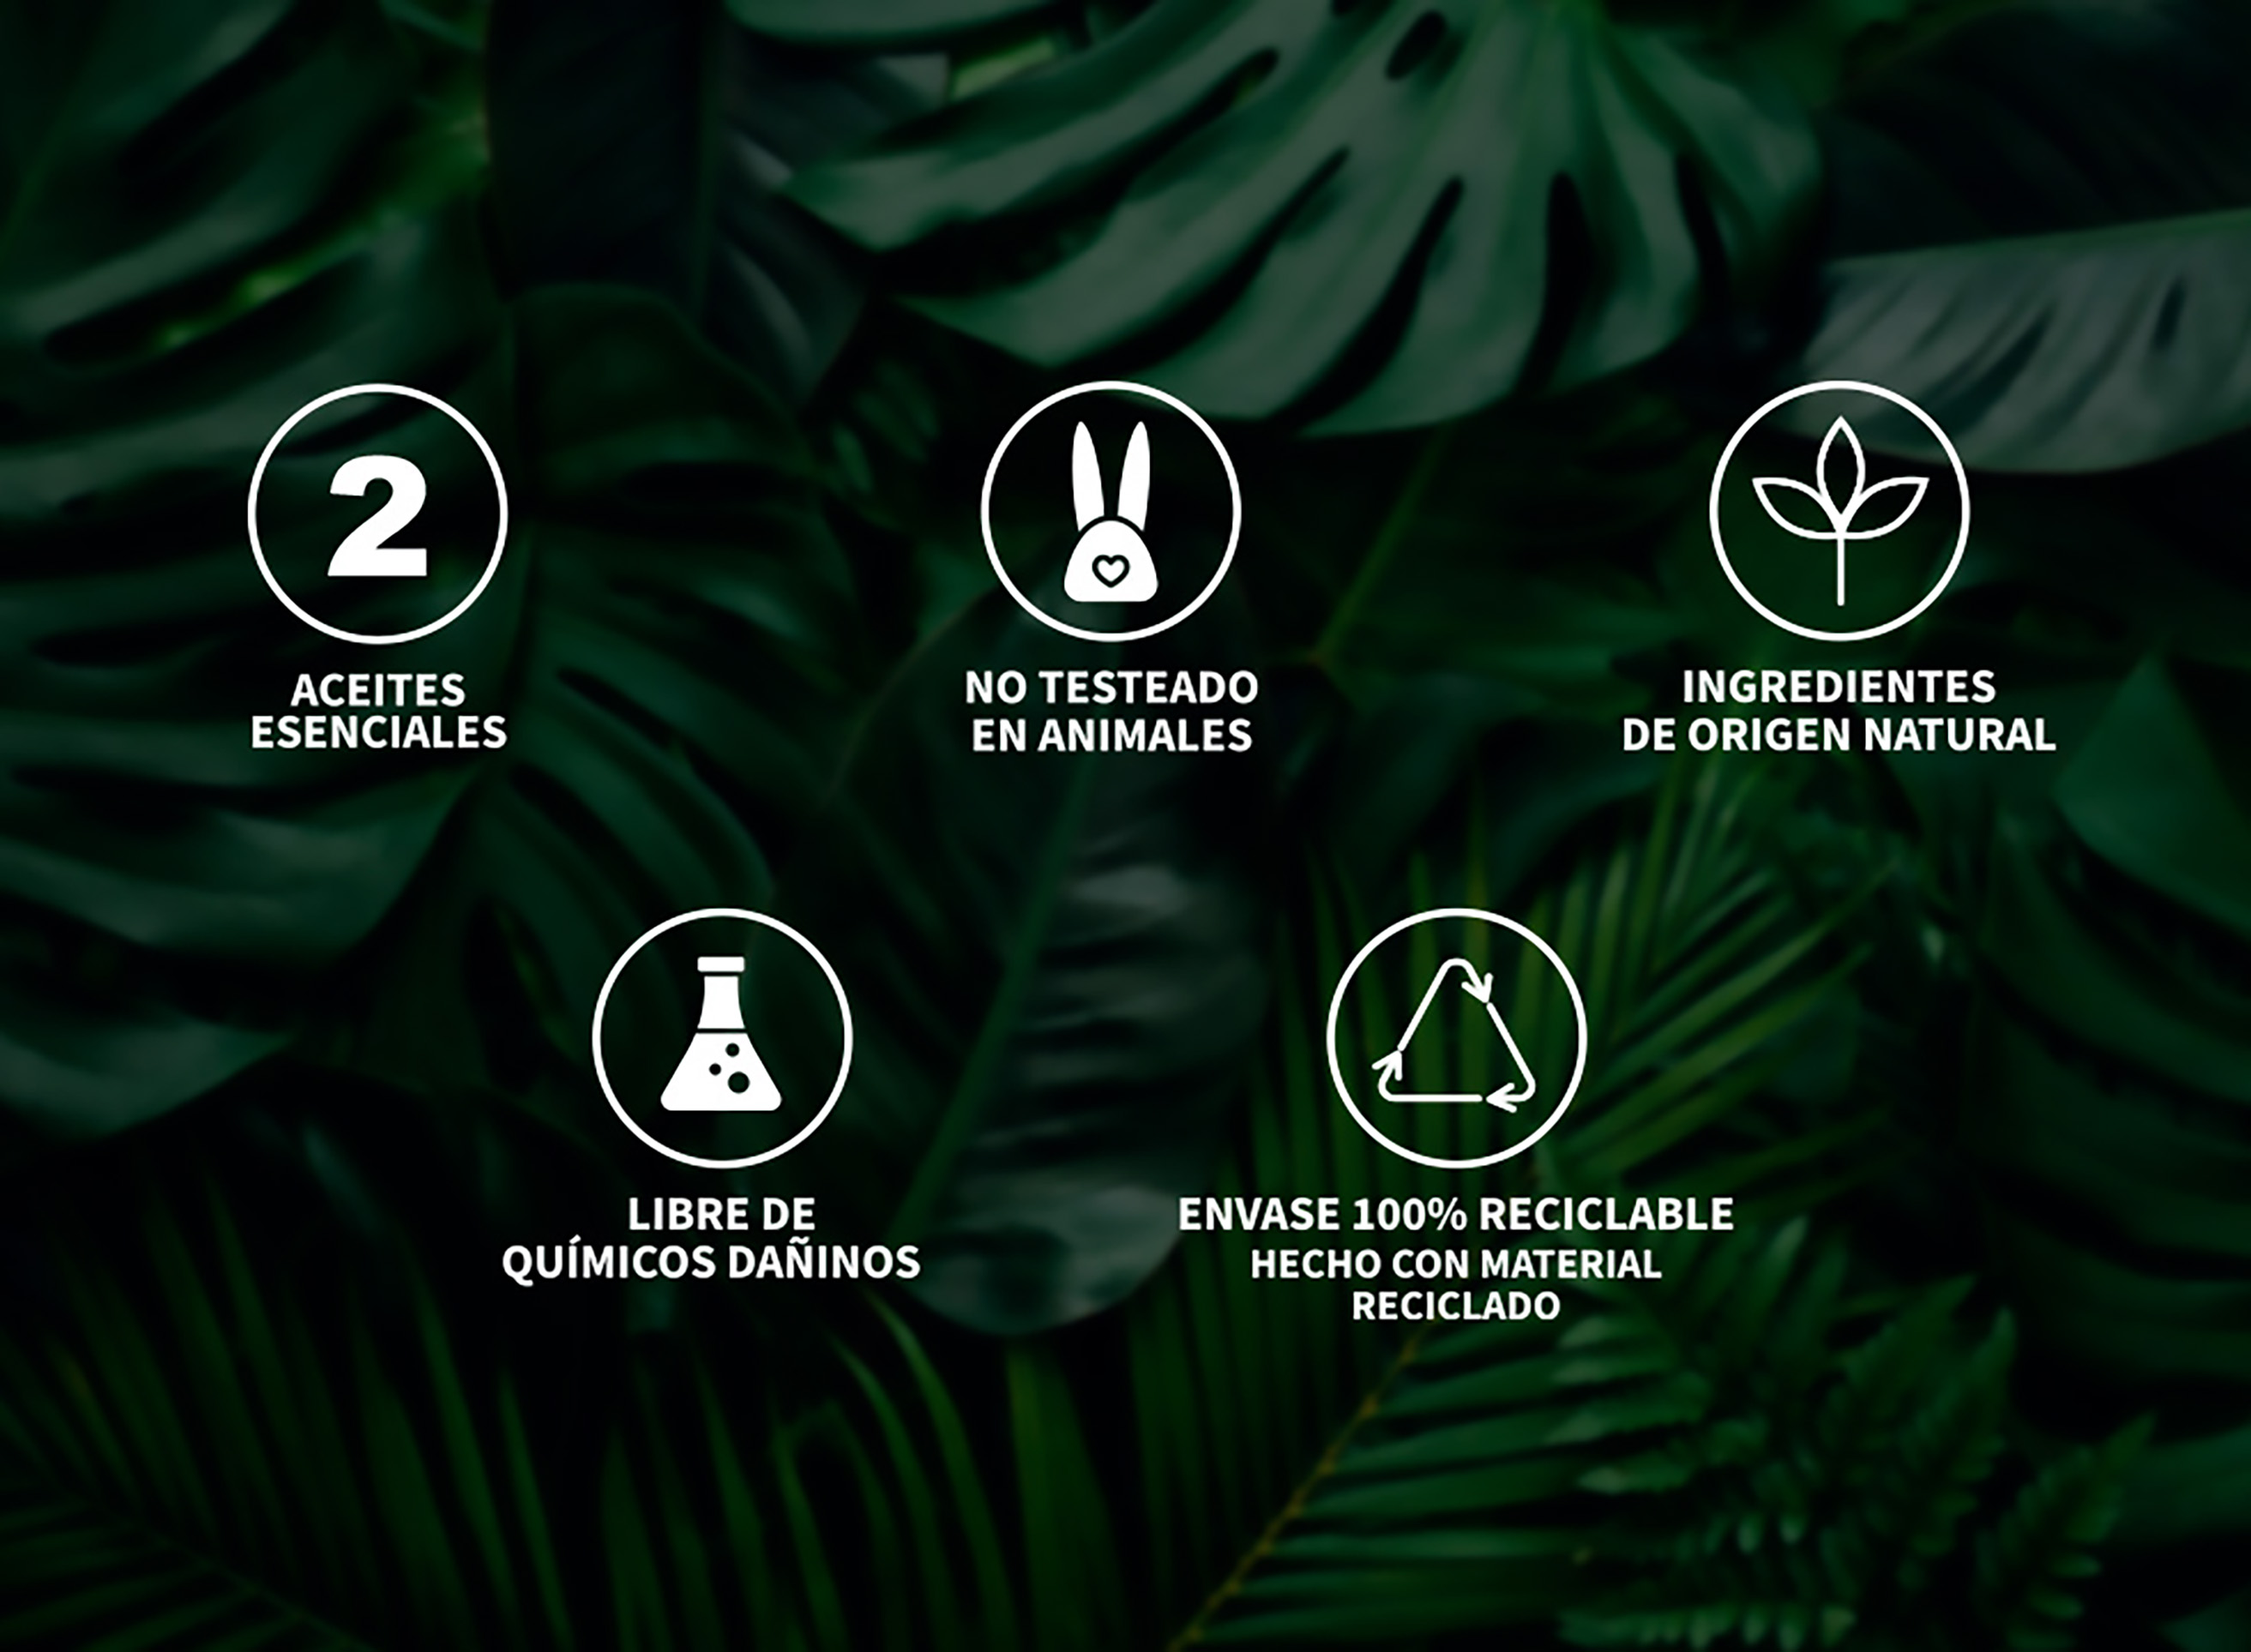 2
ACEITES
ESENCIALES
NO TESTEADO
EN ANIMALES
INGREDIENTES
DE ORIGEN NATURAL
LIBRE DE
QUÍMICOS DAÑINOS
ENVASE 100% RECICLABLE
HECHO CON MATERIAL
RECICLADO